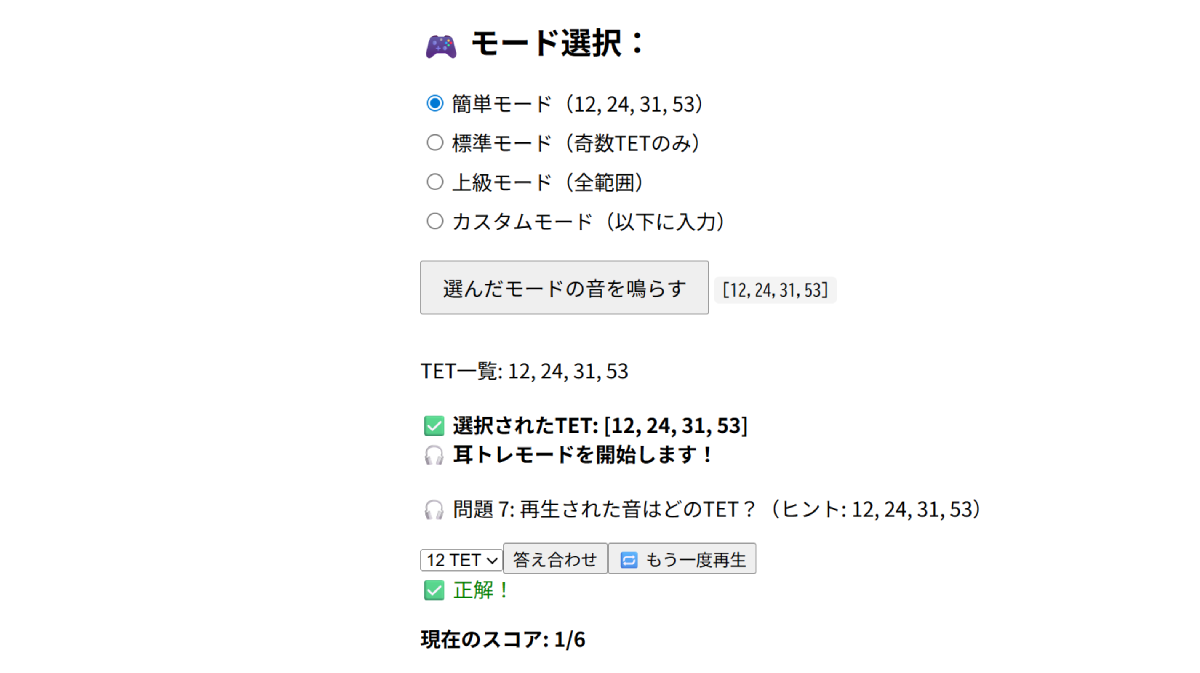 🎮 モード選択：
簡単モード（12, 24, 31, 53）
標準モード（奇数TETのみ）
上級モード（全範囲）
カスタムモード（以下に入力）
選んだモードの音を鳴らす [12, 24, 31, 53]
TET一覧: 12, 24, 31, 53
✅ 選択されたTET: [12, 24, 31, 53]
🎧 耳トレモードを開始します！
🎧 問題 7: 再生された音はどのTET？（ヒント: 12, 24, 31, 53）
12 TET 答え合わせ 🔁 もう一度再生
✅ 正解！
現在のスコア: 1/6